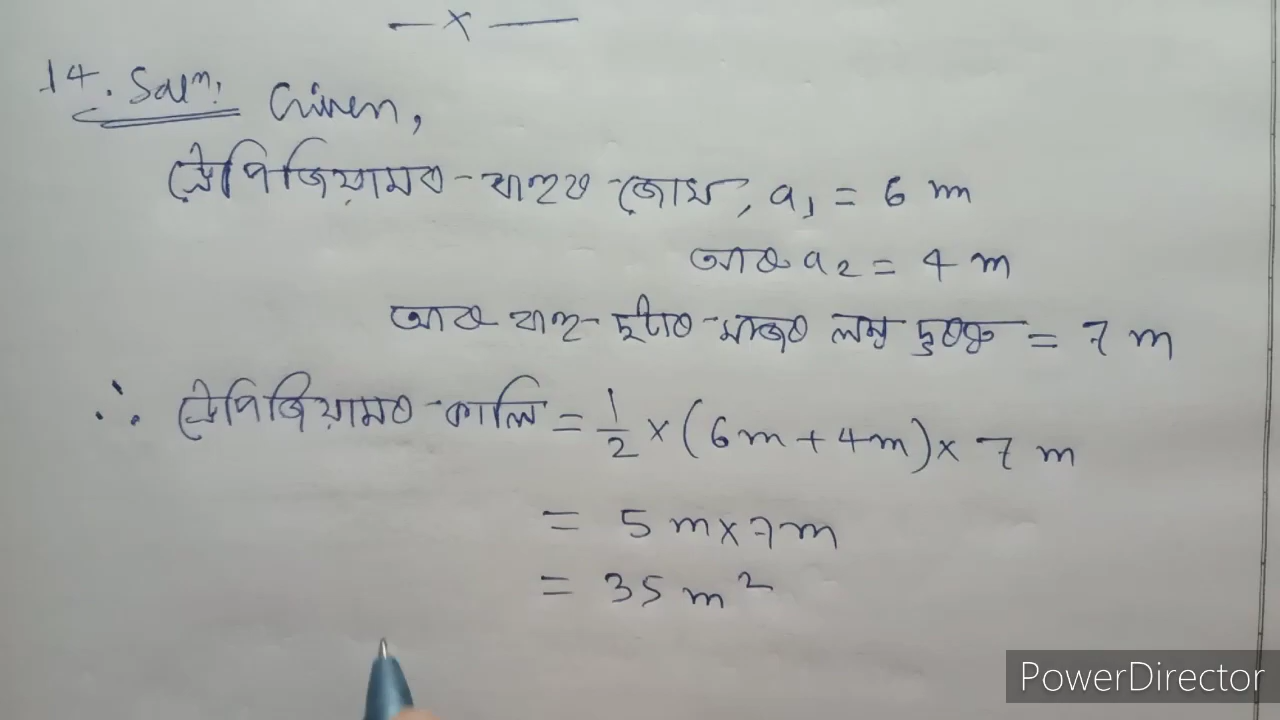 — x —
14. Solⁿ: Given,
ট্ৰেপিজিয়ামৰ বাহুৰ জোখ, a₁ = 6 m
আৰু a₂ = 4 m
আৰু বাহু দুটাৰ মাজৰ লম্ব দুৰত্ব = 7 m
∴ ট্ৰেপিজিয়ামৰ কালি = 1/2 × (6m + 4m) × 7 m
= 5 m × 7m
= 35 m²
PowerDirector